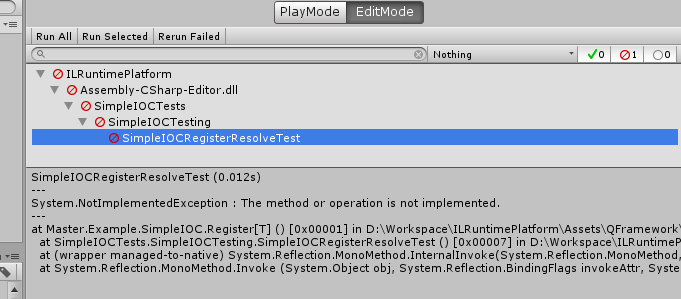 PlayMode EditMode
Run All Run Selected Rerun Failed
Nothing 0 1 0
ILRuntimePlatform
Assembly-CSharp-Editor.dll
SimpleIOCTests
SimpleIOCTesting
SimpleIOCRegisterResolveTest
SimpleIOCRegisterResolveTest (0.012s)
---
System.NotImplementedException : The method or operation is not implemented.
---
at Master.Example.SimpleIOC.Register[T] () [0x00001] in D:\Workspace\ILRuntimePlatform\Assets\QFramework\
at SimpleIOCTests.SimpleIOCTesting.SimpleIOCRegisterResolveTest () [0x00007] in D:\Workspace\ILRuntimeP
at (wrapper managed-to-native) System.Reflection.MonoMethod:InternalInvoke(System.Reflection.MonoMethod,
at System.Reflection.MonoMethod.Invoke (System.Object obj, System.Reflection.BindingFlags invokeAttr, System.